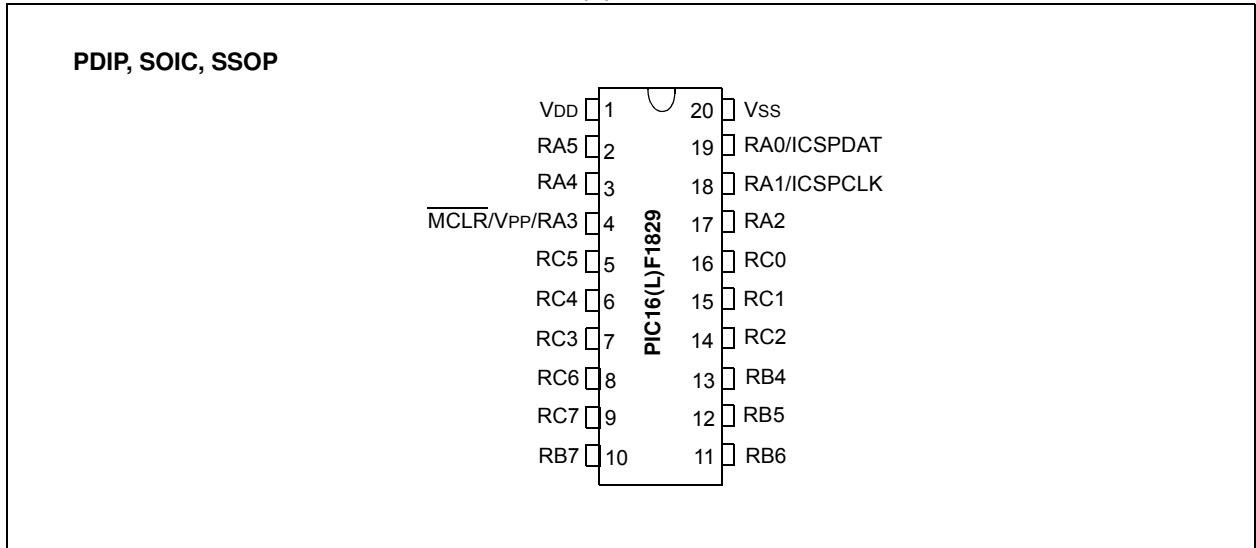 PDIP, SOIC, SSOP
VDD 1 20 VSS
RA5 2 19 RA0/ICSPDAT
RA4 3 18 RA1/ICSPCLK
MCLR/VPP/RA3 4 17 RA2
RC5 5 16 RC0
RC4 6 15 RC1
RC3 7 14 RC2
RC6 8 13 RB4
RC7 9 12 RB5
RB7 10 11 RB6
PIC16(L)F1829